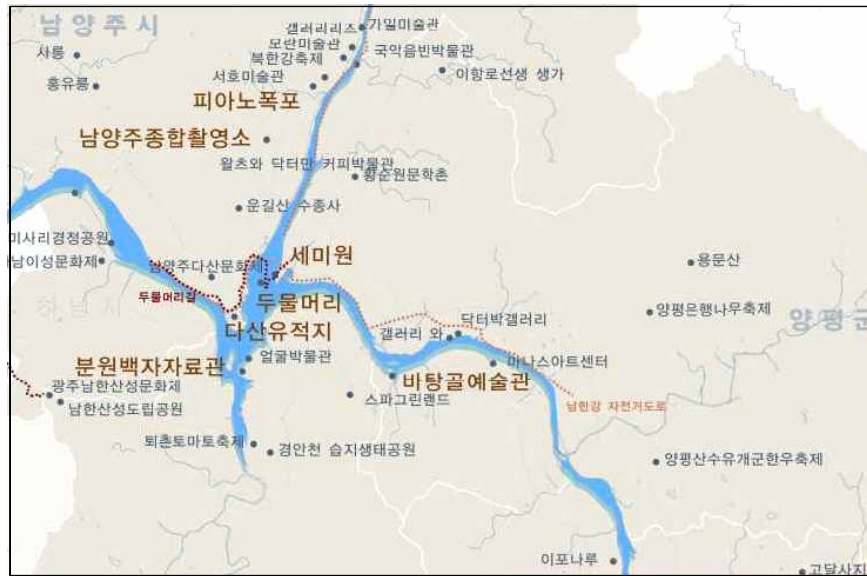 남양주시
갤러리리즈
가일미술관
모란미술관
북한강축제
국악음반박물관
사릉
홍유릉
서호미술관
이항로선생 생가
피아노폭포
남양주종합촬영소
왈츠와 닥터만 커피박물관
황순원문학촌
운길산 수종사
미사리경정공원
남이성문화제
남양주다산문화제
세미원
용문산
하남시
두물머리길
두물머리
양평은행나무축제
양평군
다산유적지
갤러리 와
닥터박갤러리
분원백자자료관
얼굴박물관
마나스아트센터
광주남한산성문화제
바탕골예술관
남한산성도립공원
스파그린랜드
남한강 자전거도로
퇴촌토마토축제
경안천 습지생태공원
양평산수유개군한우축제
이포나루
고달사지